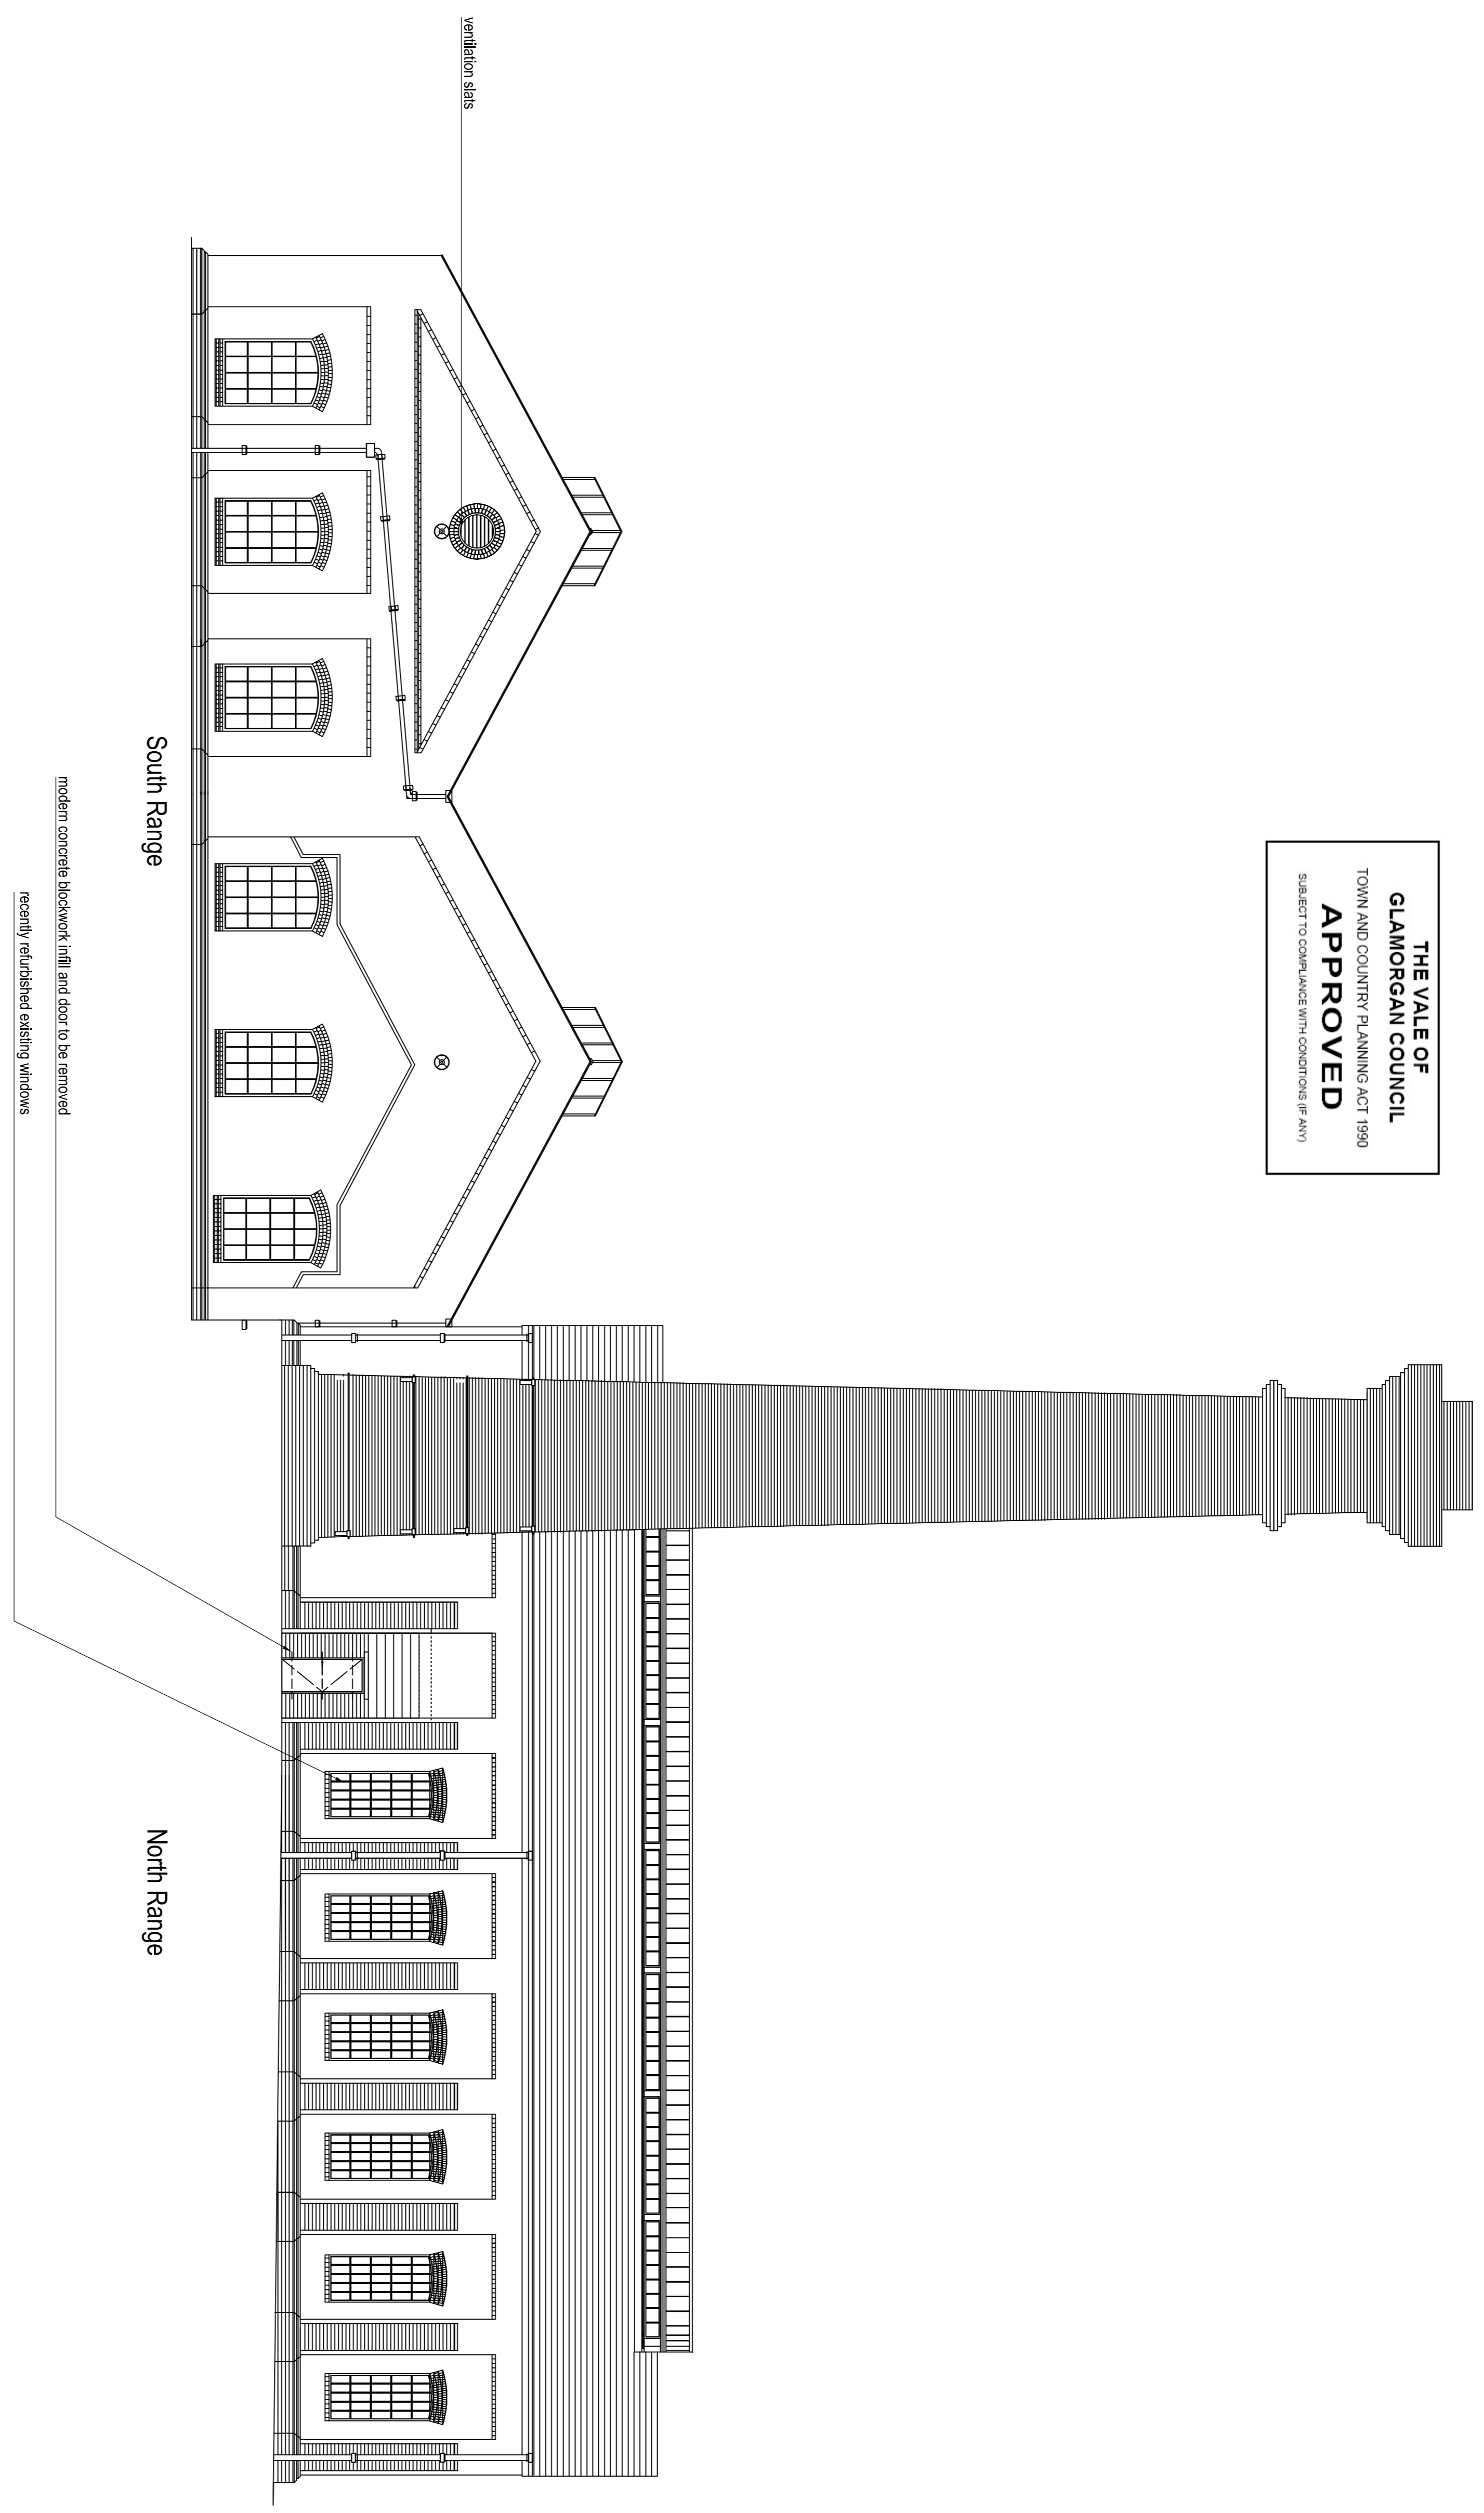 THE VALE OF
GLAMORGAN COUNCIL
TOWN AND COUNTRY PLANNING ACT 1990
APPROVED
SUBJECT TO COMPLIANCE WITH CONDITIONS (IF ANY)
ventilation slats
South Range
North Range
modern concrete blockwork infill and door to be removed
recently refurbished existing windows